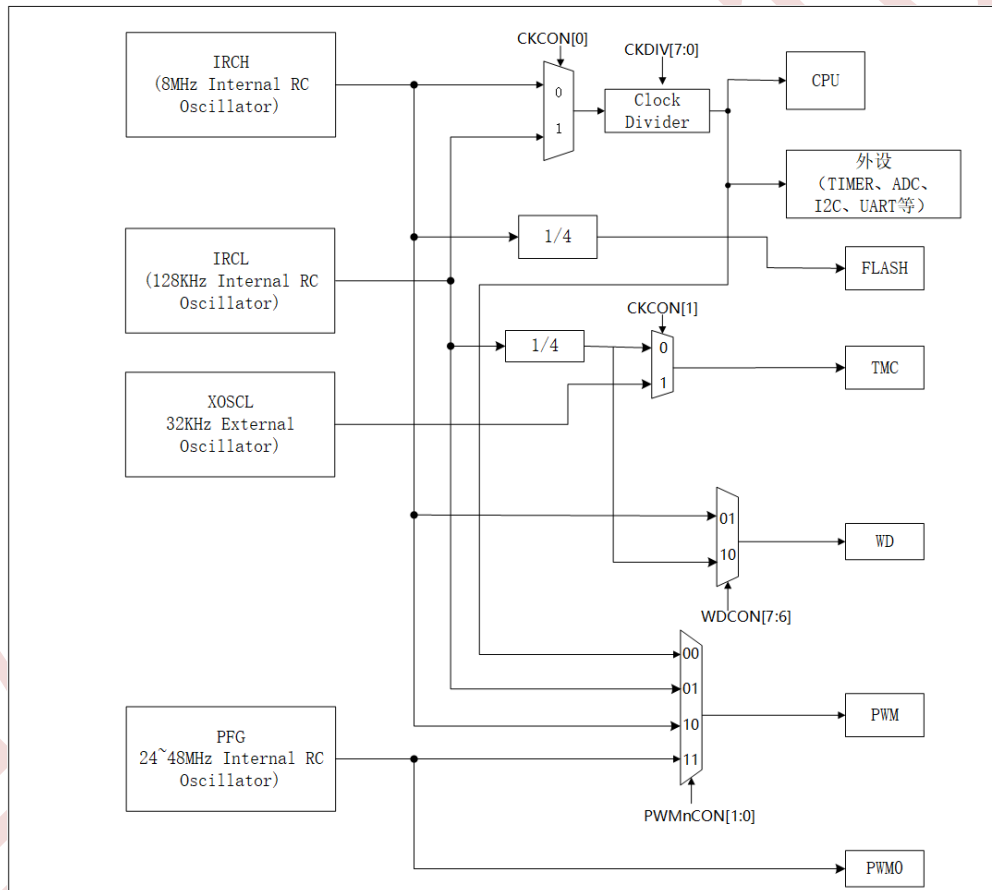 CKCON[0]
CKDIV[7:0]
IRCH
(8MHz Internal RC
Oscillator)
0
1
Clock
Divider
CPU
外设
（TIMER、ADC、
I2C、UART等）
1/4
FLASH
IRCL
(128KHz Internal RC
Oscillator)
CKCON[1]
1/4
0
1
TMC
XOSCL
32KHz External
Oscillator)
01
10
WD
WDCON[7:6]
00
01
10
11
PWM
PFG
24~48MHz Internal RC
Oscillator)
PWMnCON[1:0]
PWM0